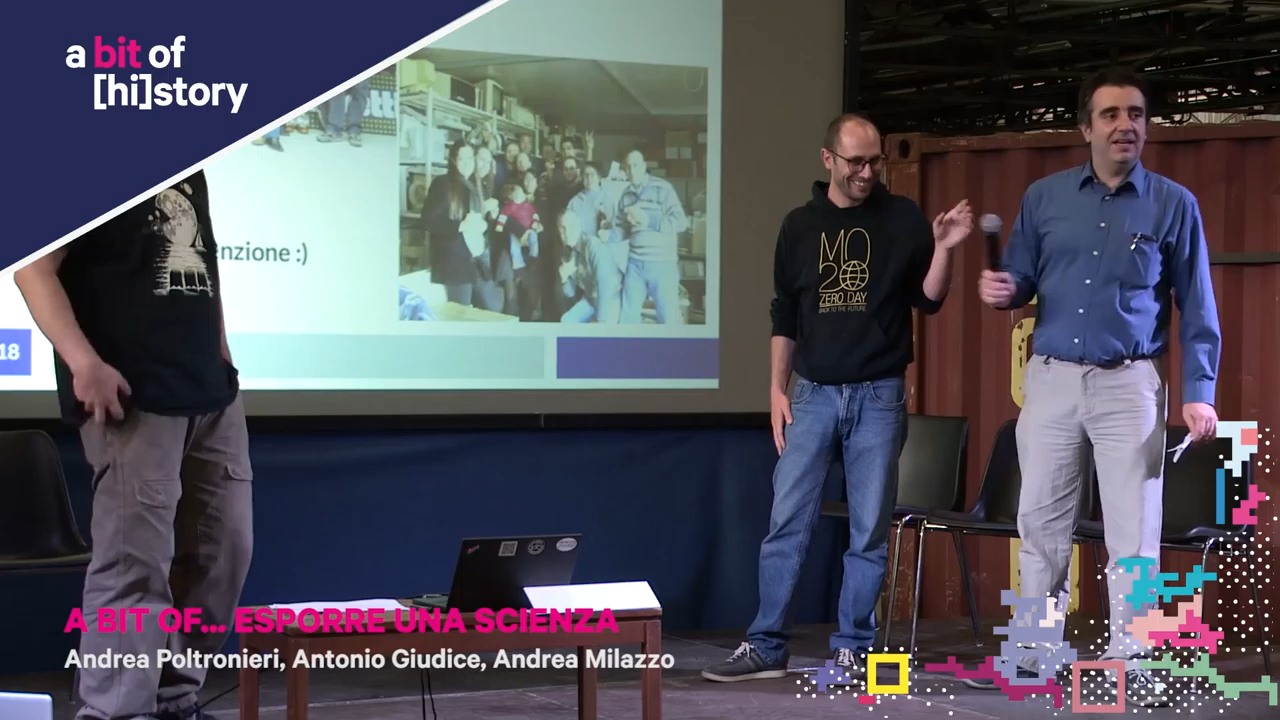 a bit of
[hi]story
enzione :)
18
MO
20
ZERO DAY
BACK TO THE FUTURE
A BIT OF... ESPORRE UNA SCIENZA
Andrea Poltronieri, Antonio Giudice, Andrea Milazzo